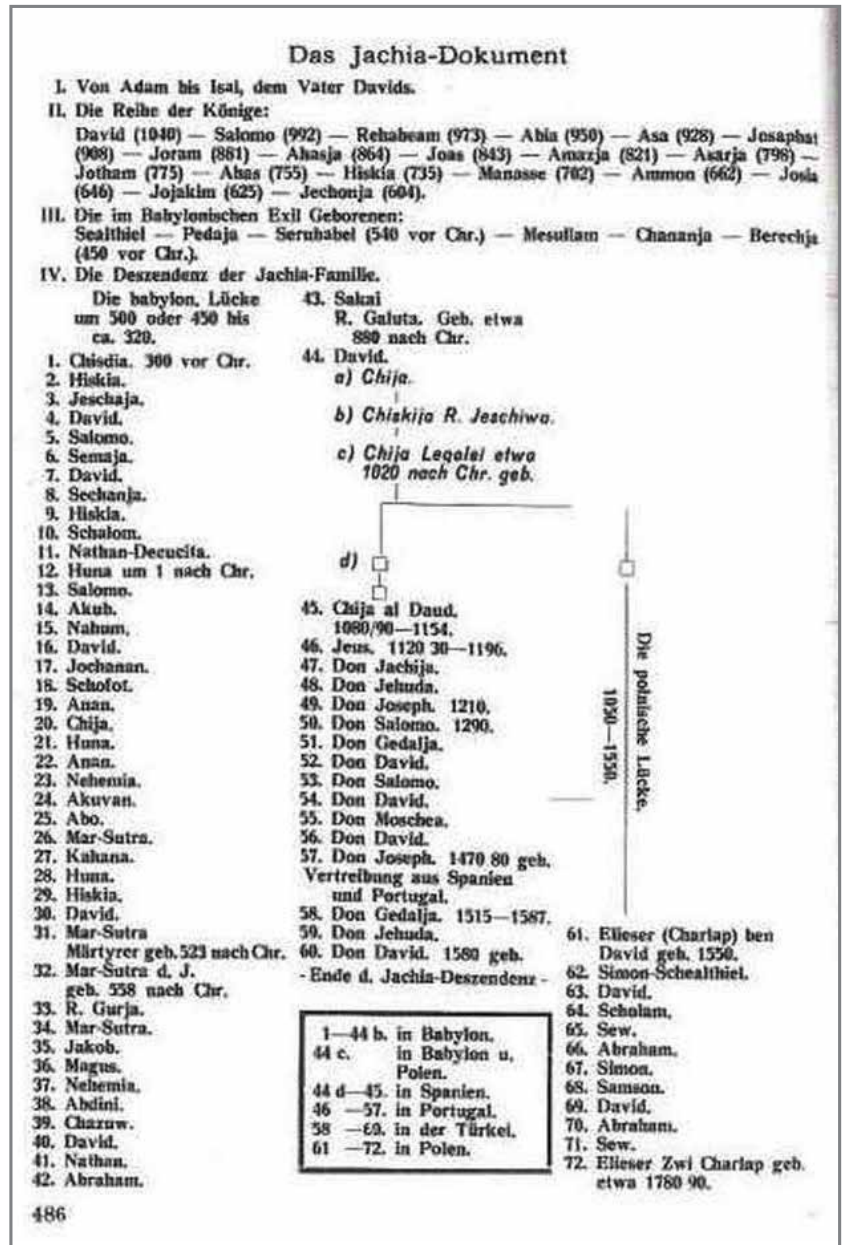 Das Jachia-Dokument
I. Von Adam bis Isai, dem Vater Davids.
II. Die Reihe der Könige:
David (1040) — Salomo (992) — Rehabeam (973) — Abia (950) — Asa (928) — Josaphat
(908) — Joram (881) — Ahasja (864) — Joas (843) — Amazja (821) — Asarja (798) —
Jotham (775) — Ahas (755) — Hiskia (735) — Manasse (702) — Ammon (662) — Josia
(646) — Jojakim (625) — Jechonja (604).
III. Die im Babylonischen Exil Geborenen:
Sealthiel — Pedaja — Serubabel (540 vor Chr.) — Mesullam — Chananja — Berechja
(450 vor Chr.).
IV. Die Deszendenz der Jachia-Familie.
Die babylon. Lücke
um 500 oder 450 bis
ca. 320.
1. Chisdia. 300 vor Chr.
2. Hiskia.
3. Jeschaja.
4. David.
5. Salomo.
6. Semaja.
7. David.
8. Sechanja.
9. Hiskia.
10. Schalom.
11. Nathan-Decucita.
12. Huna um 1 nach Chr.
13. Salomo.
14. Akub.
15. Nahum.
16. David.
17. Jochanan.
18. Schofot.
19. Anan.
20. Chija.
21. Huna.
22. Anan.
23. Nehemia.
24. Akuvan.
25. Abo.
26. Mar-Sutra.
27. Kahana.
28. Huna.
29. Hiskia.
30. David.
31. Mar-Sutra
Märtyrer geb. 523 nach Chr.
32. Mar-Sutra d. J.
geb. 558 nach Chr.
33. R. Gurja.
34. Mar-Sutra.
35. Jakob.
36. Magus.
37. Nehemia.
38. Abdini.
39. Charuw.
40. David.
41. Nathan.
42. Abraham.
43. Sakai
R. Galuta. Geb. etwa
880 nach Chr.
44. David.
a) Chija.
b) Chiskija R. Jeschiwa.
c) Chija Leqalei etwa
1020 nach Chr. geb.
d)
45. Chija al Daud.
1080/90—1154.
46. Jeus. 1120 30—1196.
47. Don Jachija.
48. Don Jehuda.
49. Don Joseph. 1210.
50. Don Salomo. 1290.
51. Don Gedalja.
52. Don David.
53. Don Salomo.
54. Don David.
55. Don Moschea.
56. Don David.
57. Don Joseph. 1470 80 geb.
Vertreibung aus Spanien
und Portugal.
58. Don Gedalja. 1515—1587.
59. Don Jehuda.
60. Don David. 1580 geb.
- Ende d. Jachia-Deszendenz -
1—44 b. in Babylon.
44 c. in Babylon u.
Polen.
44 d—45. in Spanien.
46 —57. in Portugal.
58 —60. in der Türkei.
61 —72. in Polen.
Die polnische Lücke.
1050—1550.
61. Elieser (Charlap) ben
David geb. 1550.
62. Simon-Schealthiel.
63. David.
64. Scholam.
65. Sew.
66. Abraham.
67. Simon.
68. Samson.
69. David.
70. Abraham.
71. Sew.
72. Elieser Zwi Charlap geb.
etwa 1780 90.
486